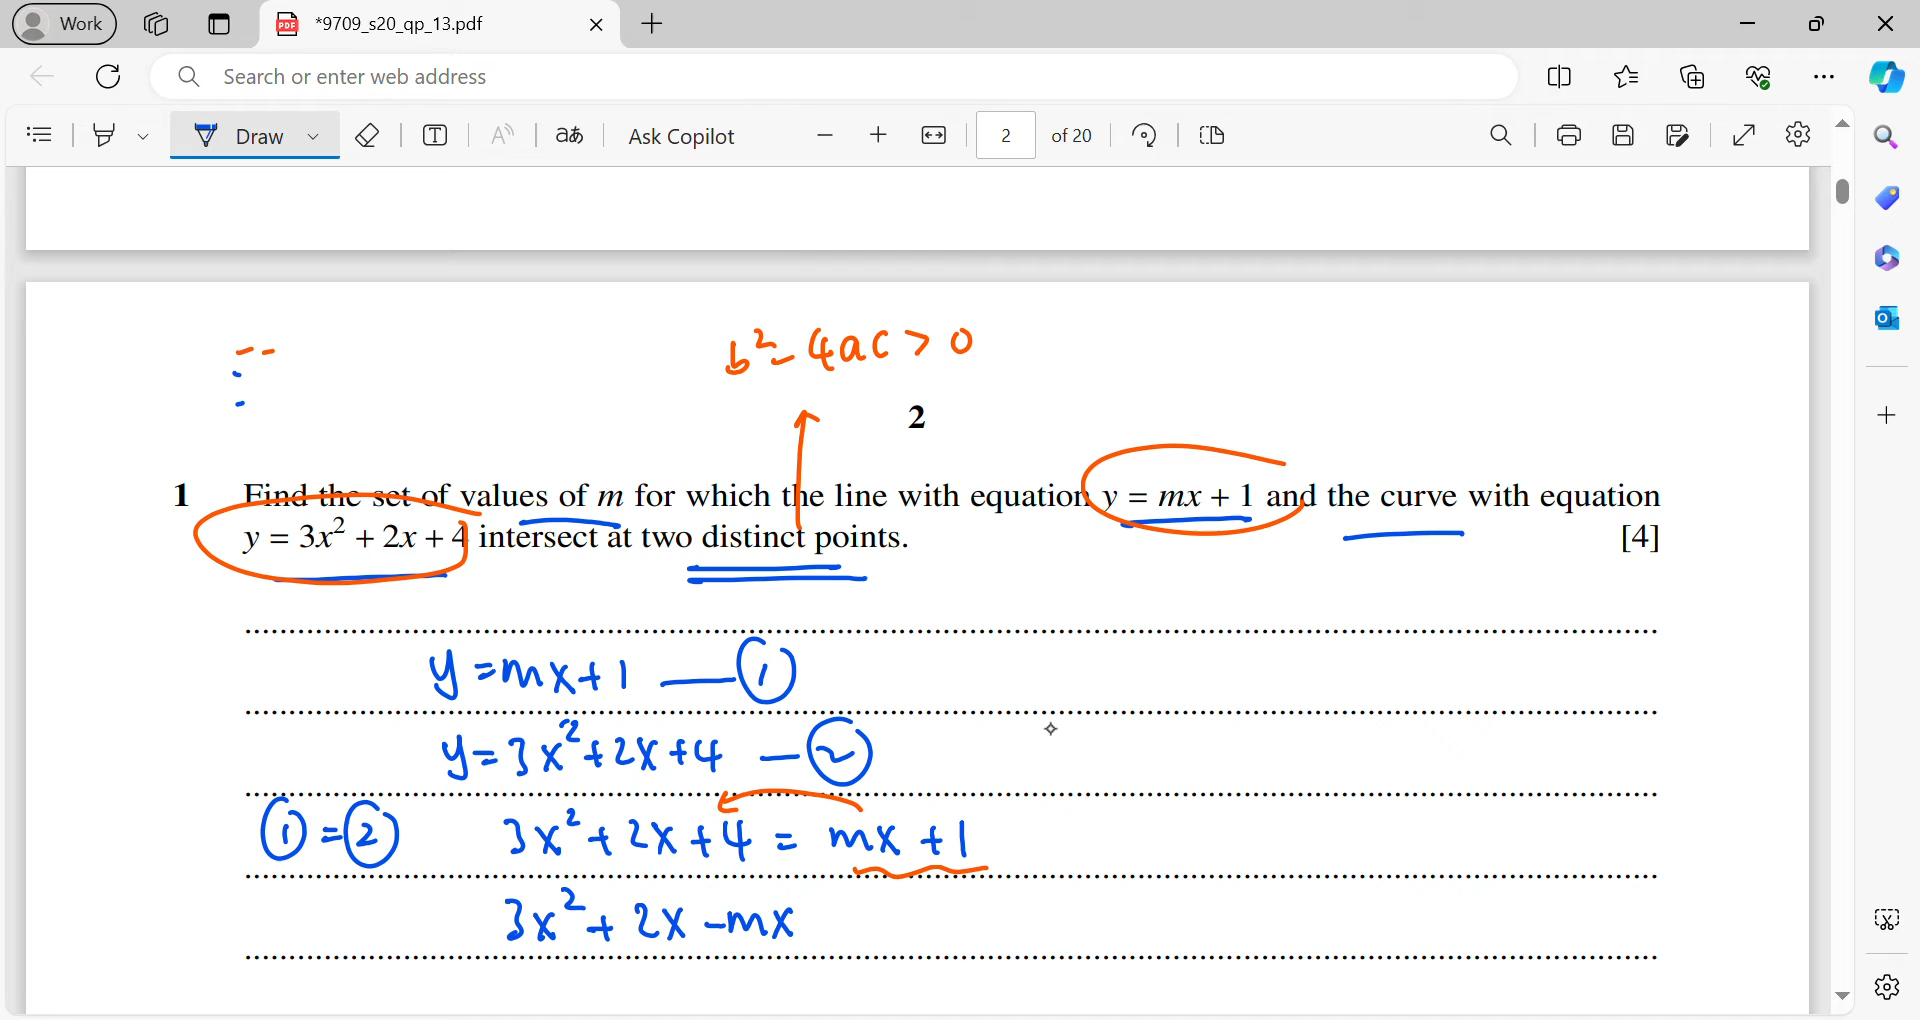 Work
*9709_s20_qp_13.pdf
Search or enter web address
Draw
aあ
Ask Copilot
2 of 20
b² - 4ac > 0
2
1 Find the set of values of m for which the line with equation y = mx + 1 and the curve with equation
y = 3x² + 2x + 4 intersect at two distinct points. [4]
y = mx + 1 — ①
y = 3x² + 2x + 4 — ②
① = ② 3x² + 2x + 4 = mx + 1
3x² + 2x - mx